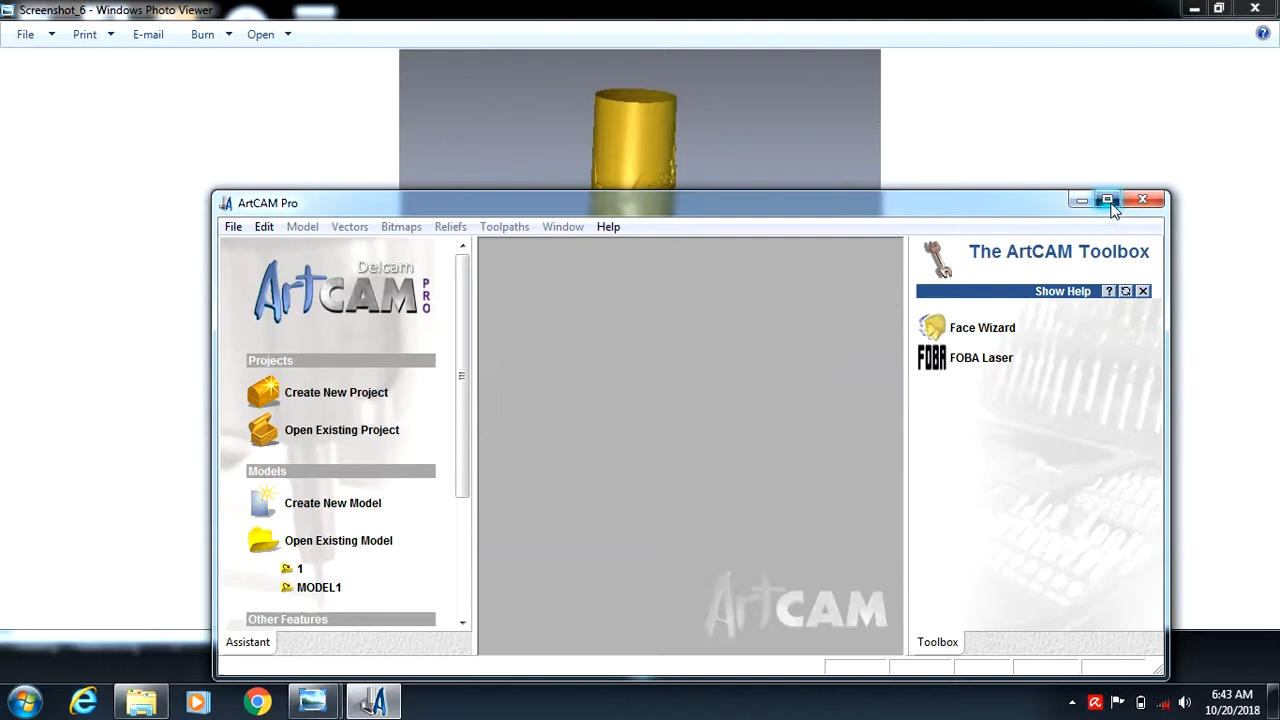 Screenshot_6 - Windows Photo Viewer
File Print E-mail Burn Open
ArtCAM Pro
File Edit Model Vectors Bitmaps Reliefs Toolpaths Window Help
Delcam
ArtCAM PRO
Projects
Create New Project
Open Existing Project
Models
Create New Model
Open Existing Model
1
MODEL1
Other Features
Assistant
ArtCAM
The ArtCAM Toolbox
Show Help ?
Face Wizard
FOBA FOBA Laser
Toolbox
6:43 AM
10/20/2018